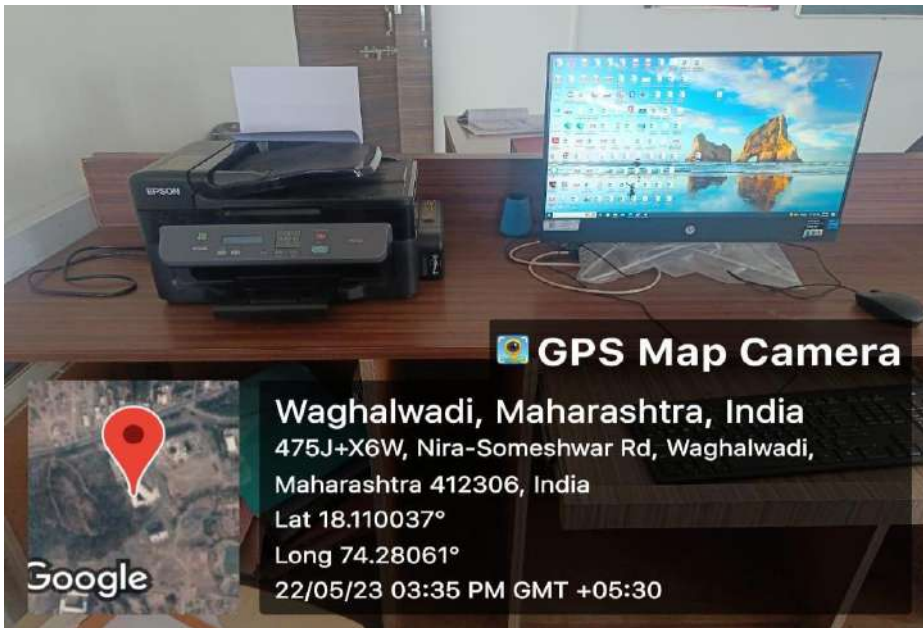 EPSON
hp
GPS Map Camera
Waghalwadi, Maharashtra, India
475J+X6W, Nira-Someshwar Rd, Waghalwadi,
Maharashtra 412306, India
Lat 18.110037°
Long 74.28061°
22/05/23 03:35 PM GMT +05:30
Google